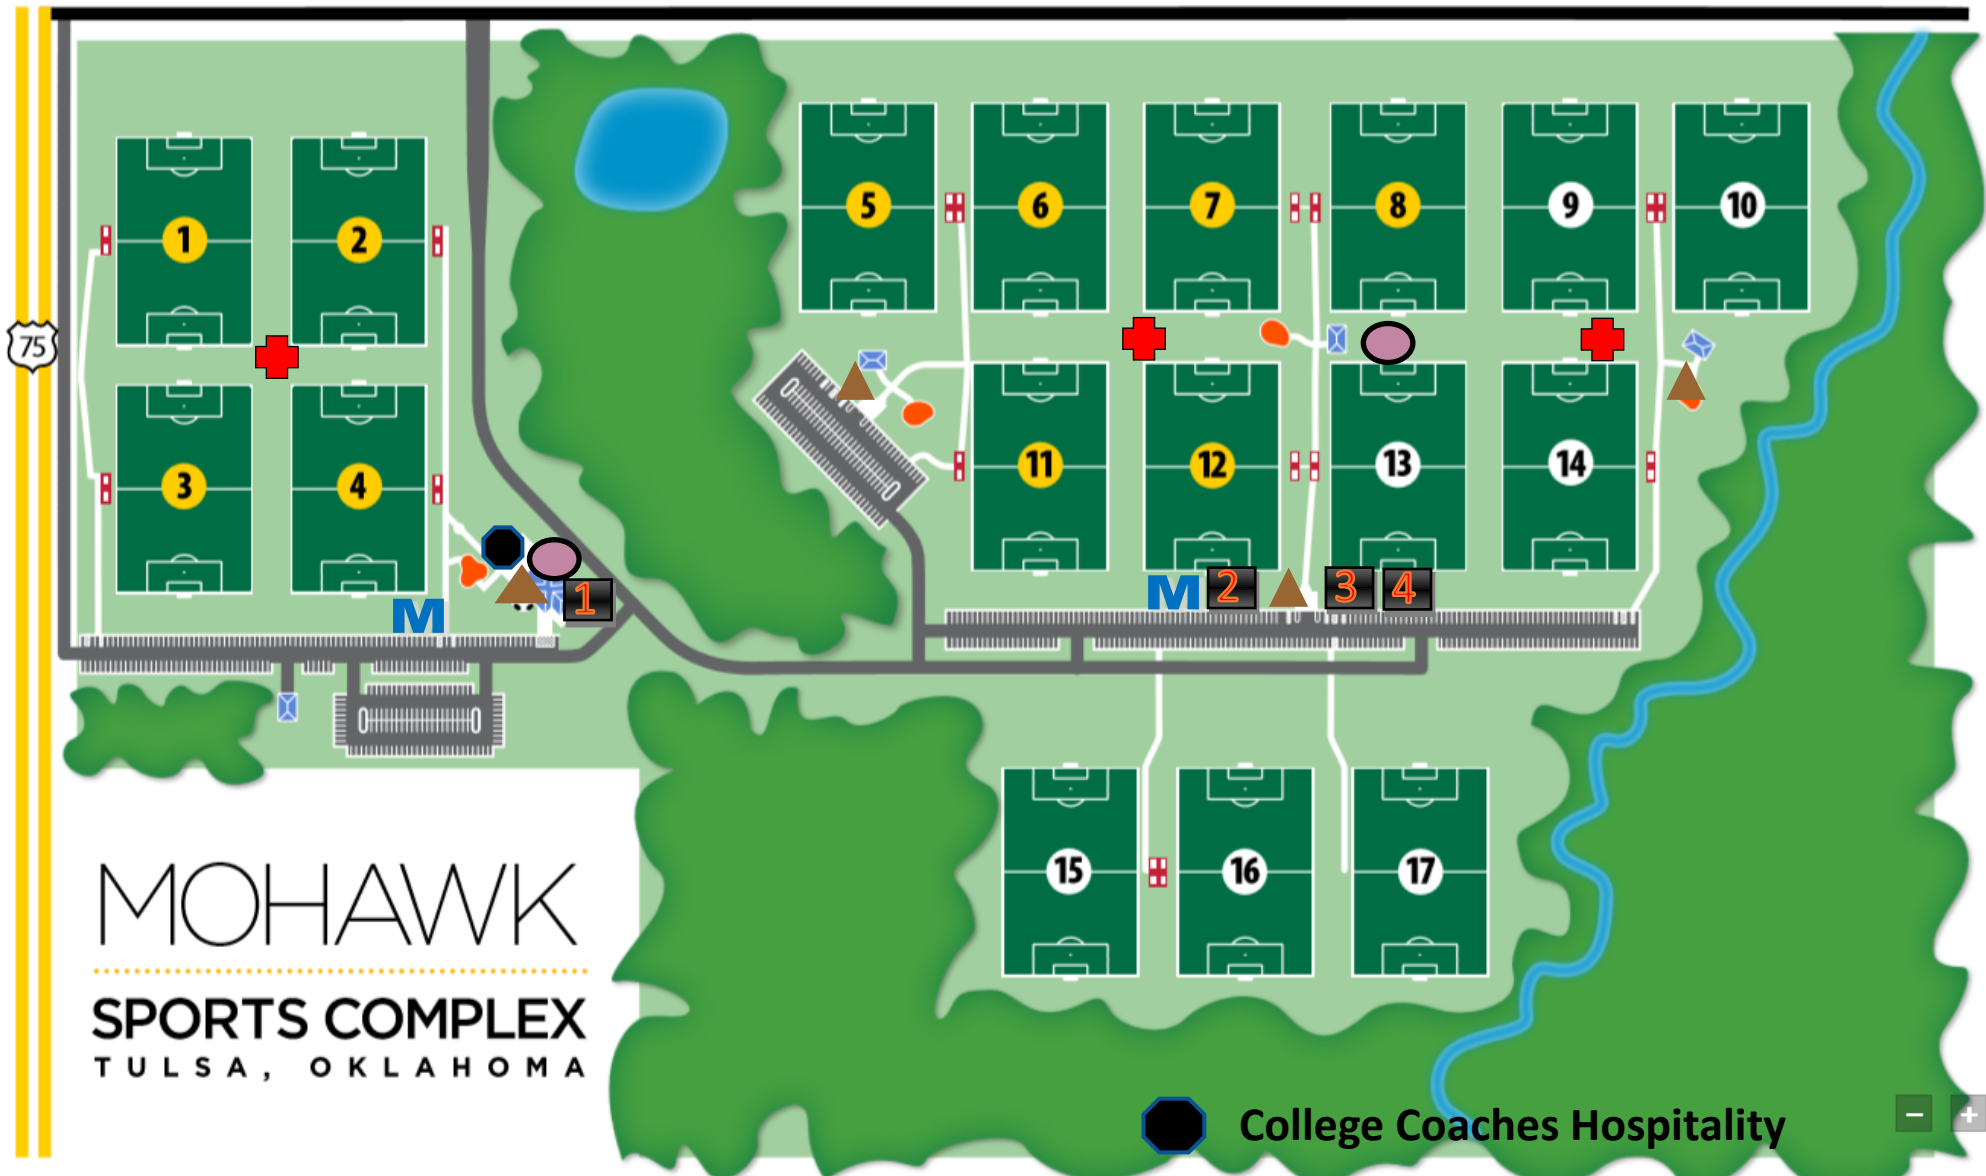 5 6 7 8 9 10
1 2
75
11 12 13 14
3 4
M 1
M 2 3 4
15 16 17
MOHAWK
SPORTS COMPLEX
TULSA, OKLAHOMA
College Coaches Hospitality
− +